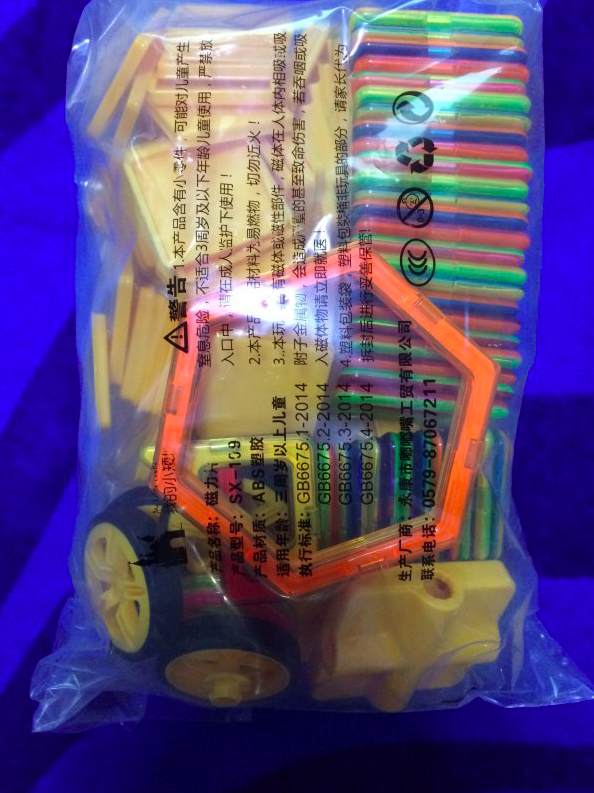 警告
1.本产品含有小零件，可能对儿童产生
窒息危险，不适合3周岁及以下年龄儿童使用，严禁放
入口中，请在成人监护下使用！
材料为易燃物，切勿近火！
有磁体或磁性部件，磁体在人体内相吸或吸
附于金属物 会造成严重的甚至致命伤害，若吞咽或吸
入磁体物请立即就医！
4.塑料包装袋，塑料包装袋非玩具的部分，请家长代为
拆封后进行妥善保管！
产品名称：磁力片
产品型号：SX-109
产品材质：ABS塑胶
适用年龄：三周岁以上儿童
执行标准：GB6675.1-2014
GB6675.2-2014
GB6675.3-2014
GB6675.4-2014
生产厂商：永康市嘟嘟嘴工贸有限公司
联系电话：0579-87067211